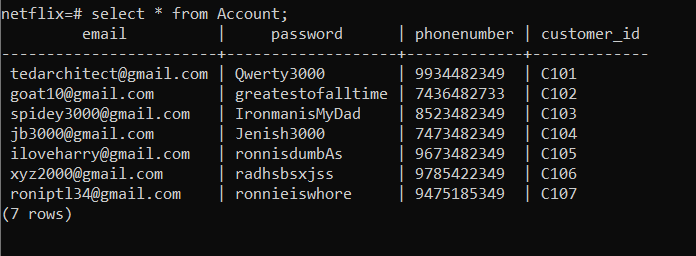 netflix=# select * from Account;
email | password | phonenumber | customer_id
------------------------+-------------------+-------------+-------------
tedarchitect@gmail.com | Qwerty3000 | 9934482349 | C101
goat10@gmail.com | greatestofalltime | 7436482733 | C102
spidey3000@gmail.com | IronmanisMyDad | 8523482349 | C103
jb3000@gmail.com | Jenish3000 | 7473482349 | C104
iloveharry@gmail.com | ronnisdumbAs | 9673482349 | C105
xyz2000@gmail.com | radhsbsxjss | 9785422349 | C106
roniptl34@gmail.com | ronnieiswhore | 9475185349 | C107
(7 rows)